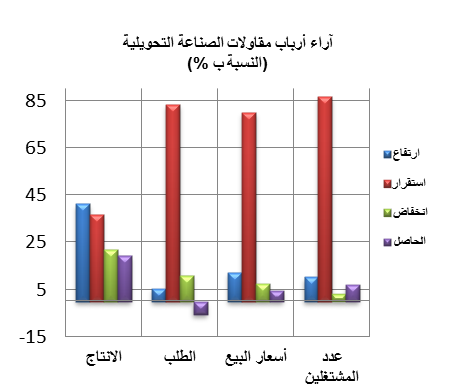 آراء أرباب مقاولات الصناعة التحويلية
(النسبة ب %)
85
65
45
25
5
-15
ارتفاع
استقرار
انخفاض
الحاصل
الانتاج
الطلب
أسعار البيع
عدد
المشتغلين